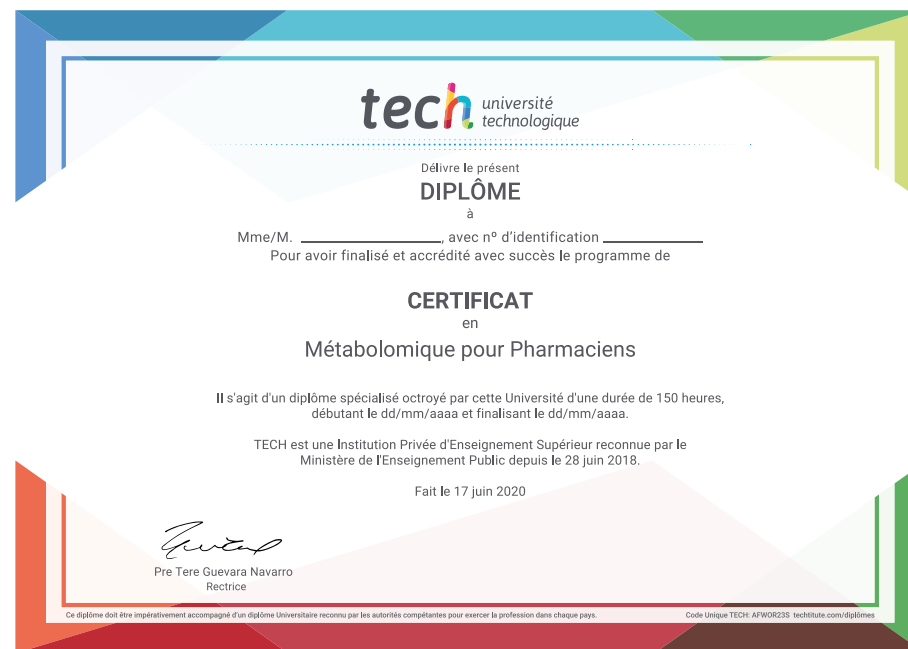 tech université
technologique
Délivre le présent
DIPLÔME
à
Mme/M. ____________________, avec nº d'identification ______________
Pour avoir finalisé et accrédité avec succès le programme de
CERTIFICAT
en
Métabolomique pour Pharmaciens
Il s'agit d'un diplôme spécialisé octroyé par cette Université d'une durée de 150 heures,
débutant le dd/mm/aaaa et finalisant le dd/mm/aaaa.
TECH est une Institution Privée d'Enseignement Supérieur reconnue par le
Ministère de l'Enseignement Public depuis le 28 juin 2018.
Fait le 17 juin 2020
Pre Tere Guevara Navarro
Rectrice
Ce diplôme doit être impérativement accompagné d'un diplôme Universitaire reconnu par les autorités compétentes pour exercer la profession dans chaque pays.
Code Unique TECH: AFWOR23S techtitute.com/diplômes